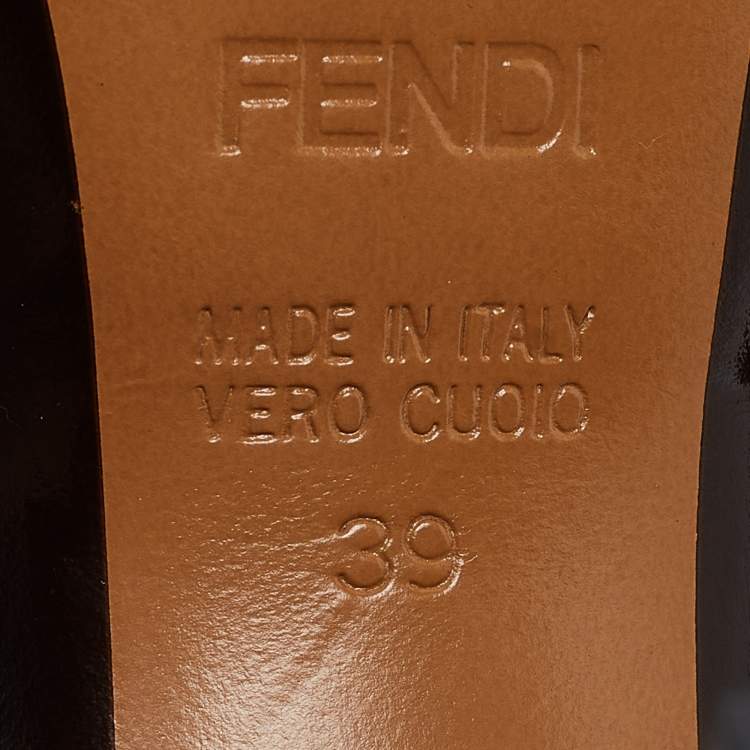 FENDI
MADE IN ITALY
VERO CUOIO
39